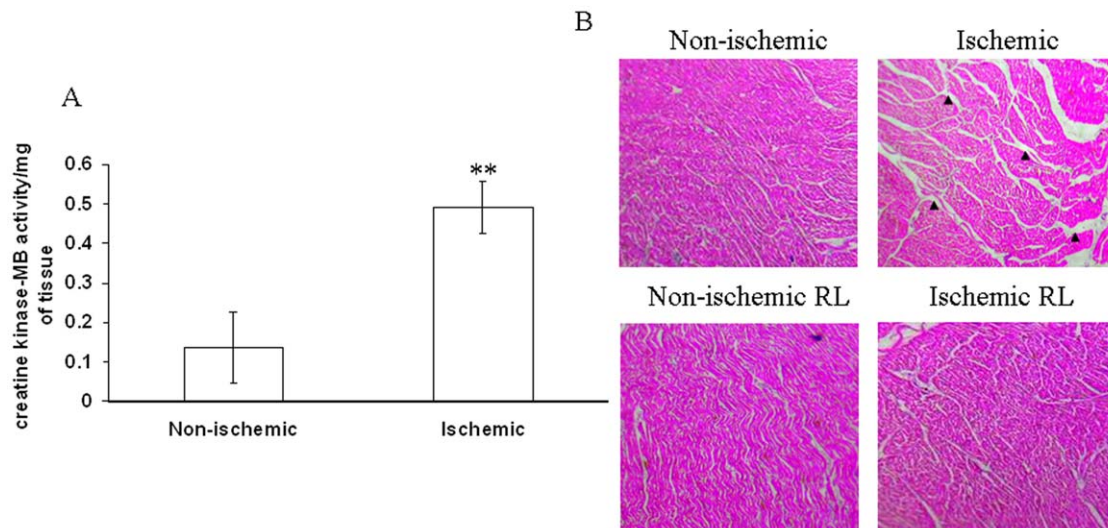 A
creatine kinase-MB activity/mg
of tissue
0.6
0.5
0.4
0.3
0.2
0.1
0
**
Non-ischemic
Ischemic
B
Non-ischemic
Ischemic
Non-ischemic RL
Ischemic RL